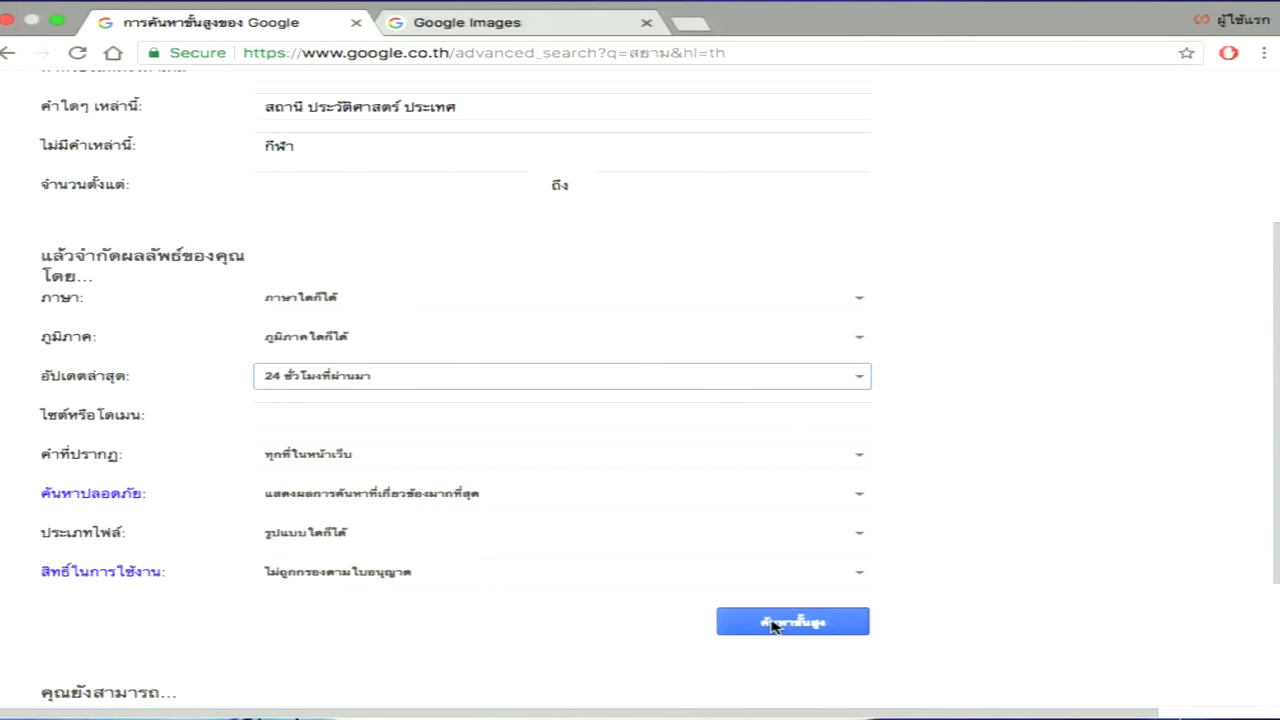 การค้นหาขั้นสูงของ Google
Google Images
ผู้ใช้แรก
Secure
https://www.google.co.th/advanced_search?q=สยาม&hl=th
คำใดๆ เหล่านี้:
สถานี ประวัติศาสตร์ ประเทศ
ไม่มีคำเหล่านี้:
กีฬา
จำนวนตั้งแต่:
ถึง
แล้วจำกัดผลลัพธ์ของคุณ
โดย...
ภาษา:
ภาษาใดก็ได้
ภูมิภาค:
ภูมิภาคใดก็ได้
อัปเดตล่าสุด:
24 ชั่วโมงที่ผ่านมา
ไซต์หรือโดเมน:
คำที่ปรากฏ:
ทุกที่ในหน้าเว็บ
ค้นหาปลอดภัย:
แสดงผลการค้นหาที่เกี่ยวข้องมากที่สุด
ประเภทไฟล์:
รูปแบบใดก็ได้
สิทธิ์ในการใช้งาน:
ไม่ถูกกรองตามใบอนุญาต
ค้นหาขั้นสูง
คุณยังสามารถ...